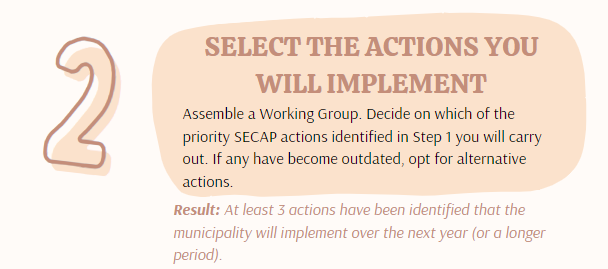 2
SELECT THE ACTIONS YOU
WILL IMPLEMENT
Assemble a Working Group. Decide on which of the
priority SECAP actions identified in Step 1 you will carry
out. If any have become outdated, opt for alternative
actions.
Result: At least 3 actions have been identified that the
municipality will implement over the next year (or a longer
period).